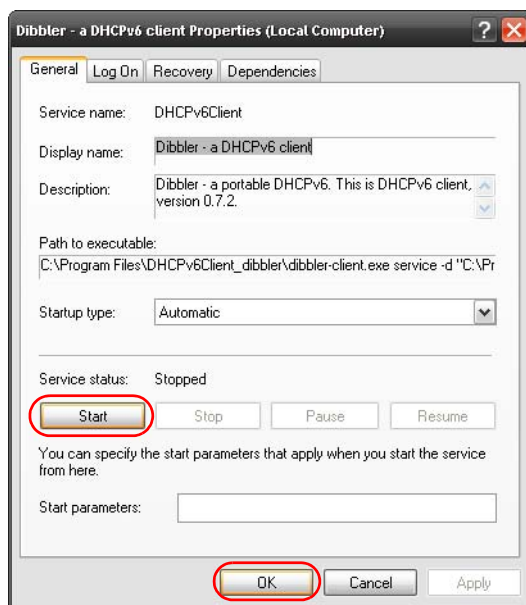 Dibbler - a DHCPv6 client Properties (Local Computer)
General Log On Recovery Dependencies
Service name: DHCPv6Client
Display name: Dibbler - a DHCPv6 client
Description: Dibbler - a portable DHCPv6. This is DHCPv6 client,
version 0.7.2.
Path to executable:
C:\Program Files\DHCPv6Client_dibbler\dibbler-client.exe service -d "C:\Pr
Startup type: Automatic
Service status: Stopped
Start Stop Pause Resume
You can specify the start parameters that apply when you start the service
from here.
Start parameters:
OK Cancel Apply